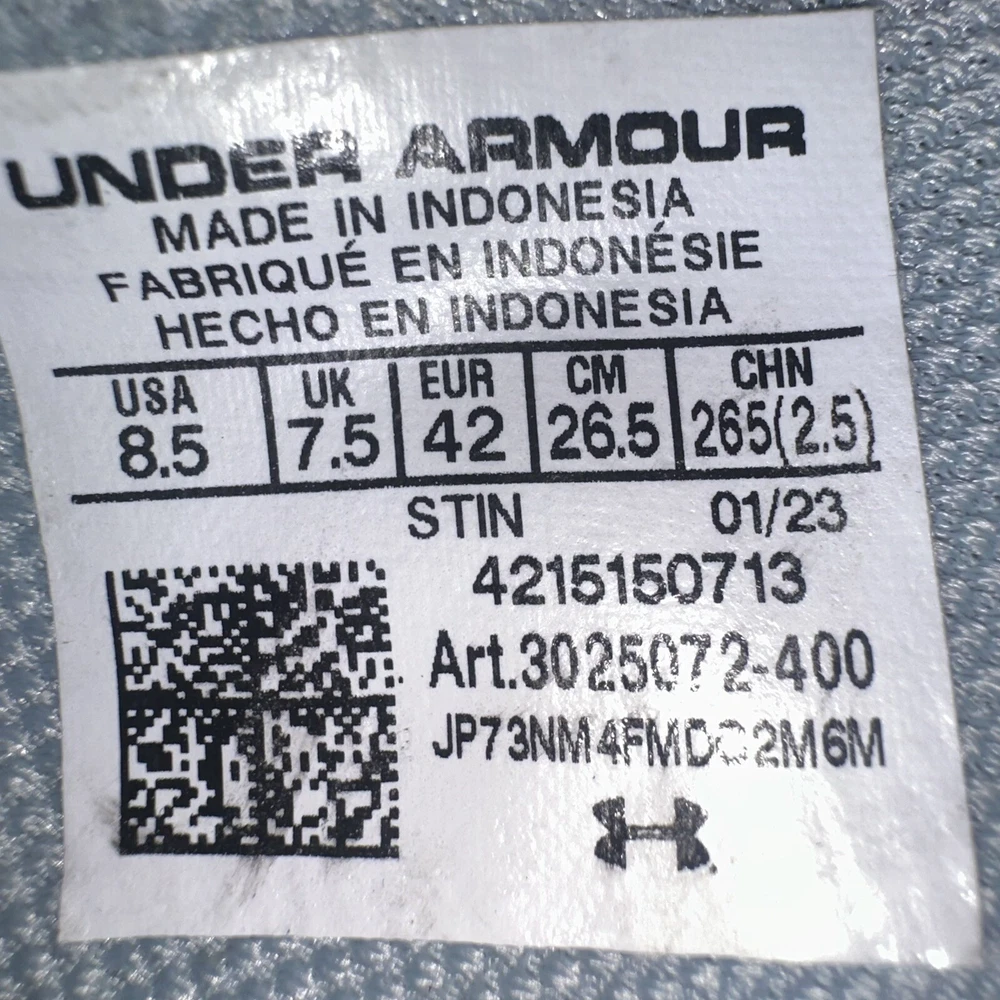 UNDER ARMOUR
MADE IN INDONESIA
FABRIQUÉ EN INDONÉSIE
HECHO EN INDONESIA
USA UK EUR CM CHN
8.5 7.5 42 26.5 265(2.5)
STIN 01/23
4215150713
Art.3025072-400